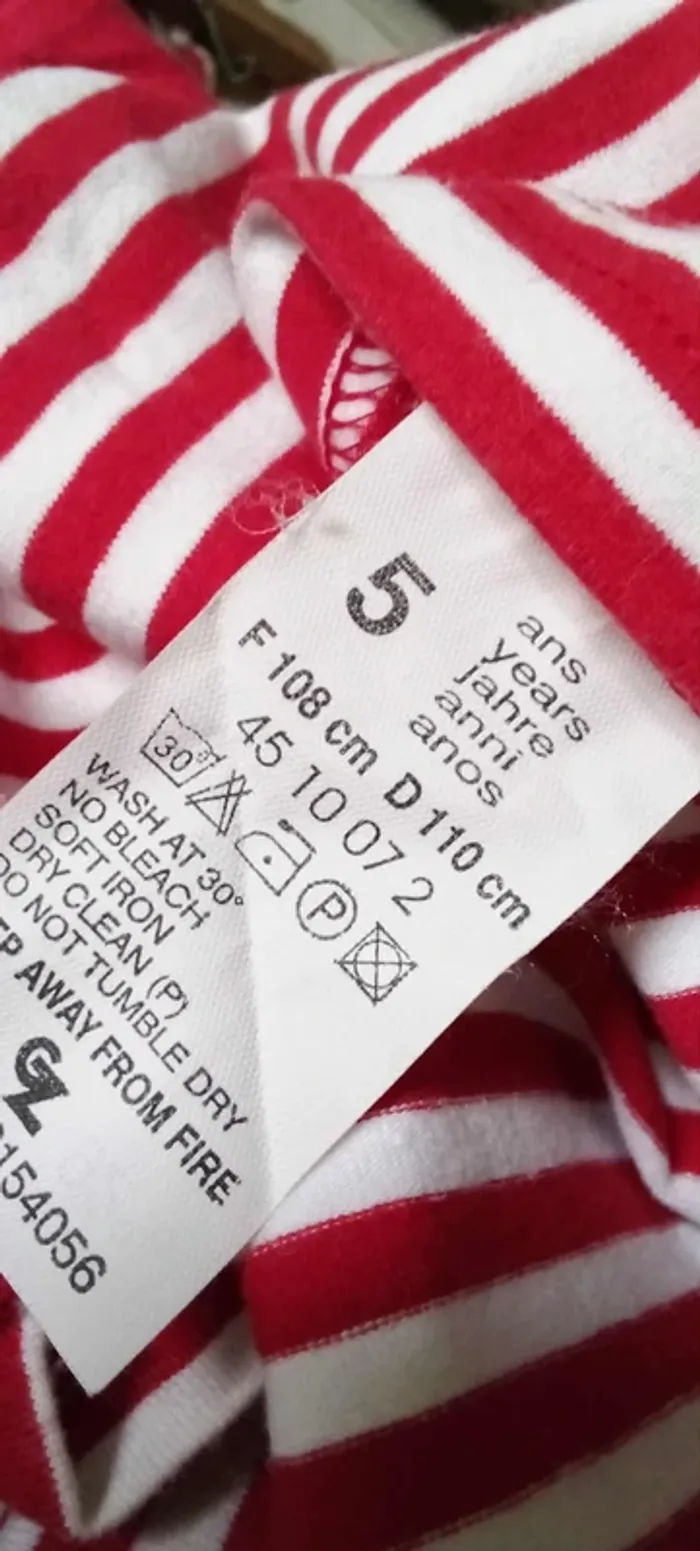 5
ans
years
jahre
anni
anos
F 108 cm D 110 cm
45 10 07 2
30°
P
WASH AT 30°
NO BLEACH
SOFT IRON
DRY CLEAN (P)
DO NOT TUMBLE DRY
AWAY FROM FIRE
GZ
154056